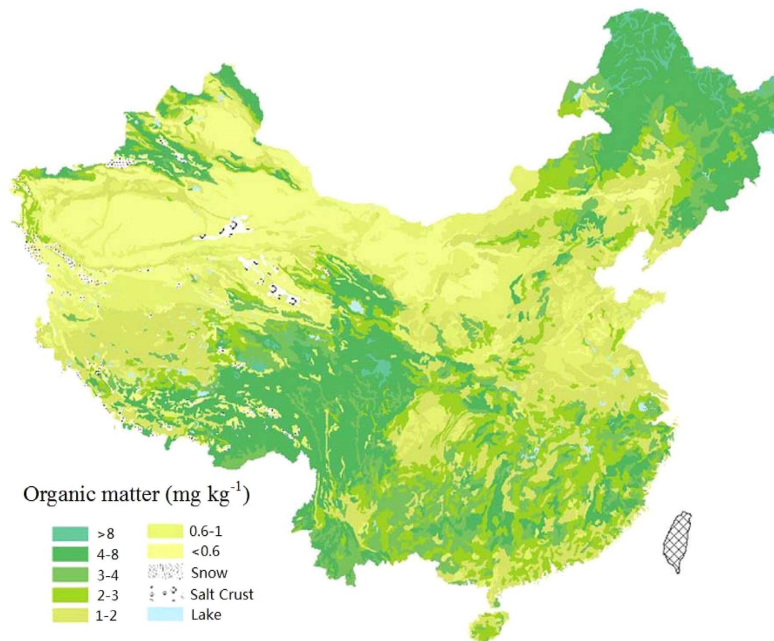 Organic matter (mg kg⁻¹)
>8
4-8
3-4
2-3
1-2
0.6-1
<0.6
Snow
Salt Crust
Lake